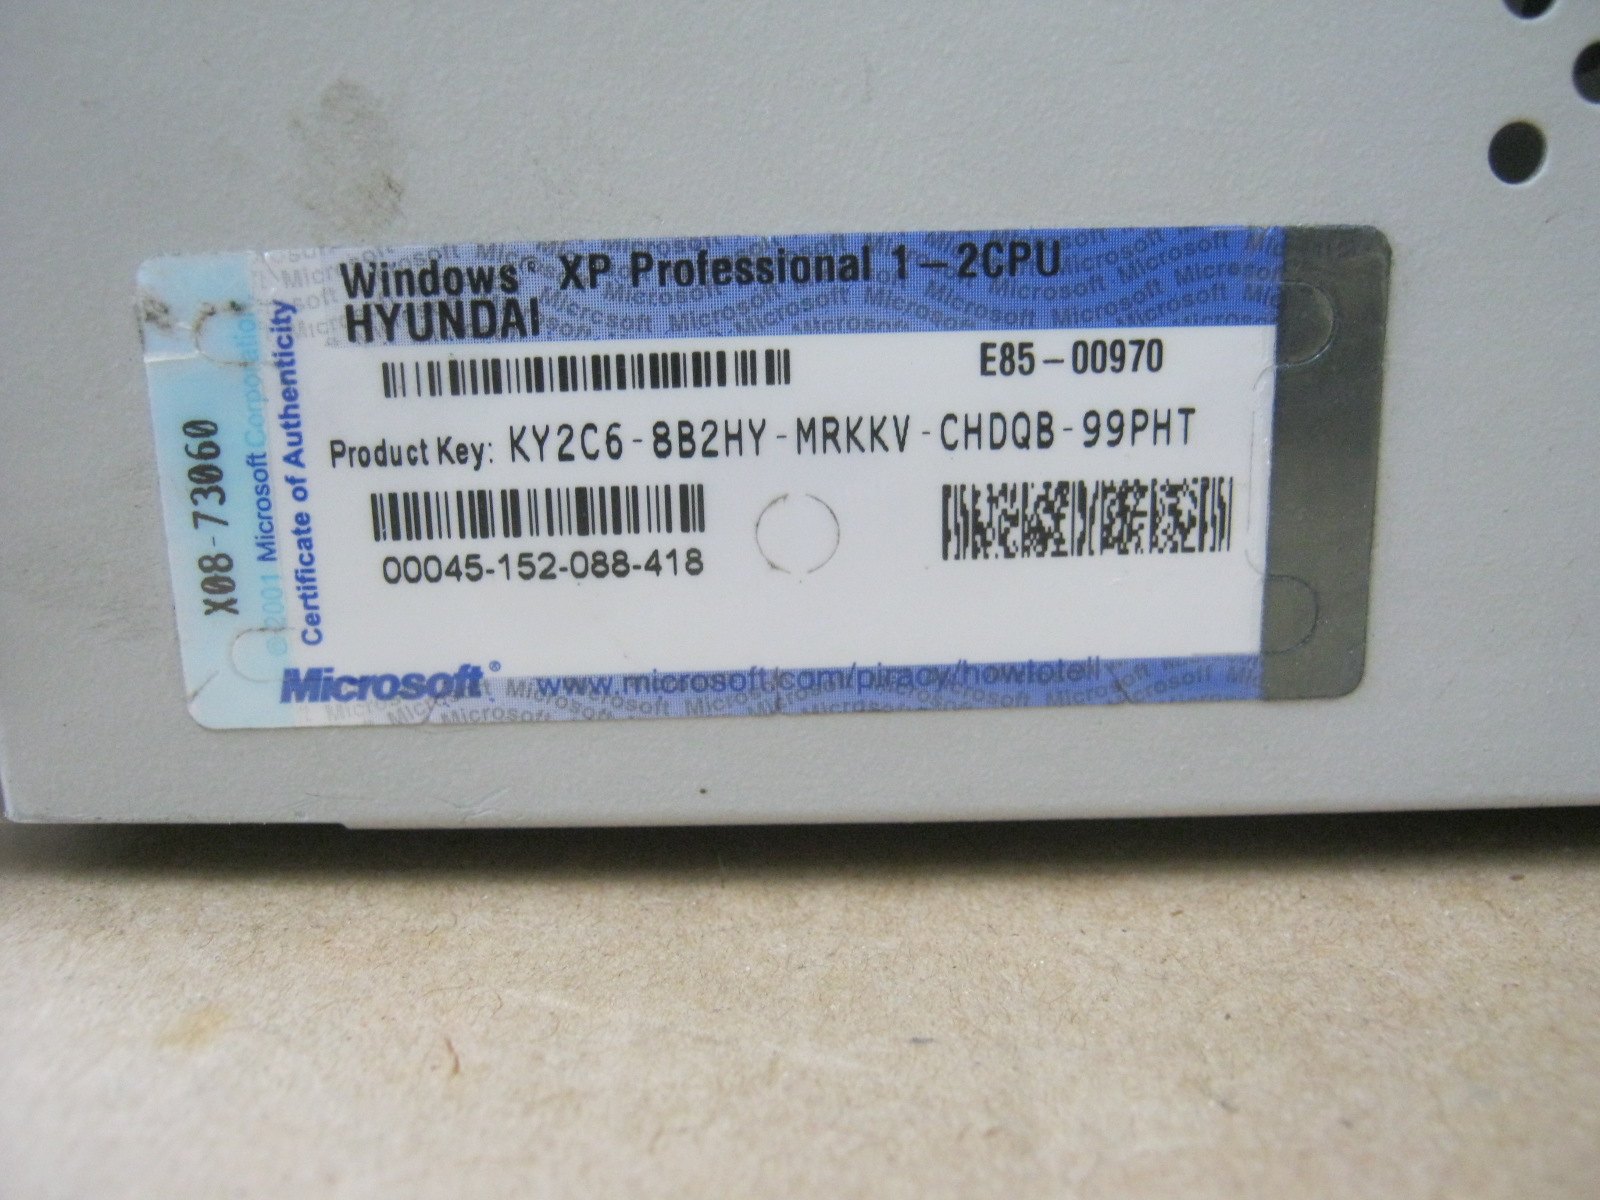 Windows® XP Professional 1-2CPU
HYUNDAI
E85-00970
Product Key: KY2C6-8B2HY-MRKKV-CHDQB-99PHT
00045-152-088-418
Microsoft® www.microsoft.com/piracy/howtotell
X08-73060
©2001 Microsoft Corporation
Certificate of Authenticity